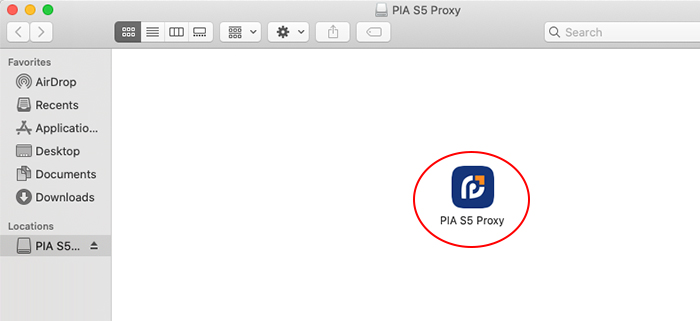 PIA S5 Proxy
Search
Favorites
AirDrop
Recents
Applicatio...
Desktop
Documents
Downloads
Locations
PIA S5...
PIA S5 Proxy